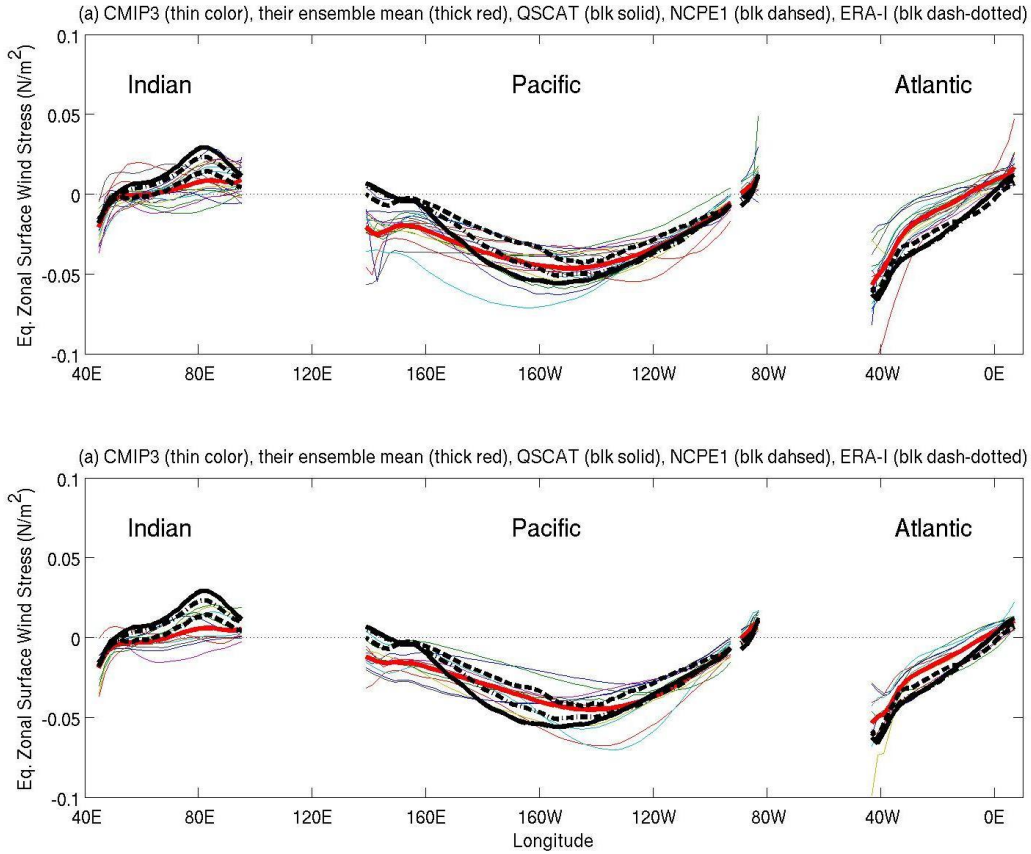 (a) CMIP3 (thin color), their ensemble mean (thick red), QSCAT (blk solid), NCPE1 (blk dahsed), ERA-I (blk dash-dotted)
Eq. Zonal Surface Wind Stress (N/m²)
0.1
0.05
0
-0.05
-0.1
Indian
Pacific
Atlantic
40E 80E 120E 160E 160W 120W 80W 40W 0E
(a) CMIP3 (thin color), their ensemble mean (thick red), QSCAT (blk solid), NCPE1 (blk dahsed), ERA-I (blk dash-dotted)
Eq. Zonal Surface Wind Stress (N/m²)
0.1
0.05
0
-0.05
-0.1
Indian
Pacific
Atlantic
40E 80E 120E 160E 160W 120W 80W 40W 0E
Longitude